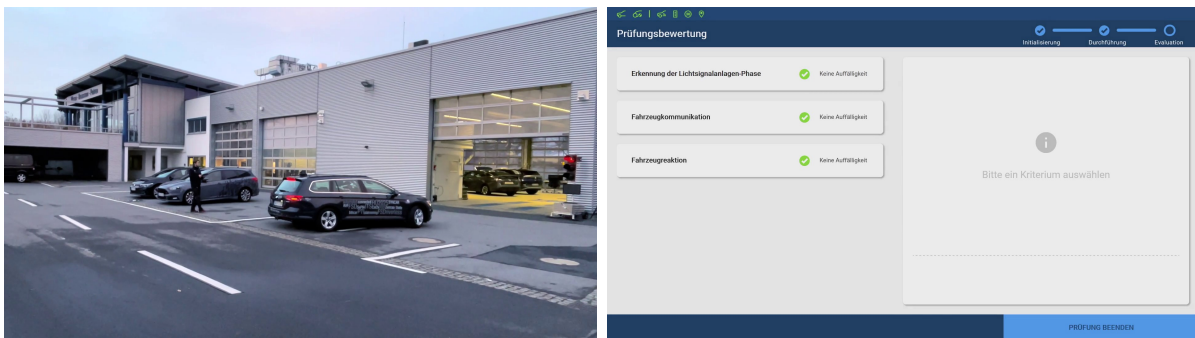 Prüfungsbewertung
Initialisierung
Durchführung
Evaluation
Erkennung der Lichtsignalanlagen-Phase
Keine Auffälligkeit
Fahrzeugkommunikation
Keine Auffälligkeit
Fahrzeugreaktion
Keine Auffälligkeit
Bitte ein Kriterium auswählen
PRÜFUNG BEENDEN